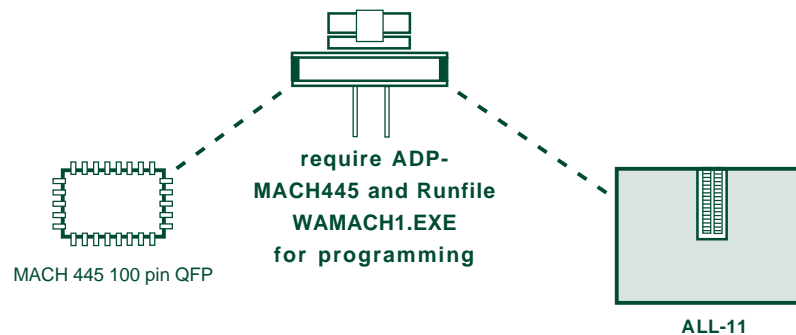 require ADP-
MACH445 and Runfile
WAMACH1.EXE
for programming
MACH 445 100 pin QFP
ALL-11